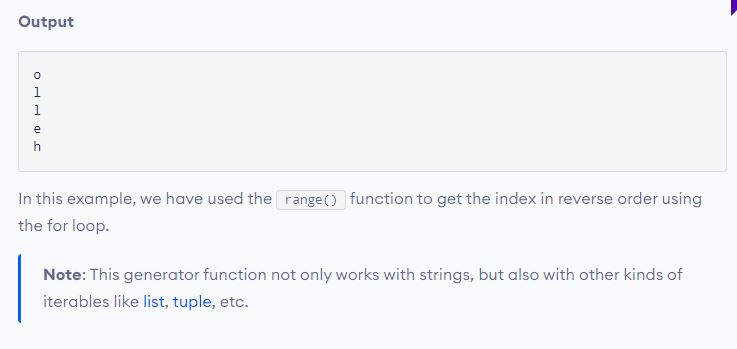 Output
o
l
l
e
h
In this example, we have used the range() function to get the index in reverse order using
the for loop.
Note: This generator function not only works with strings, but also with other kinds of
iterables like list, tuple, etc.